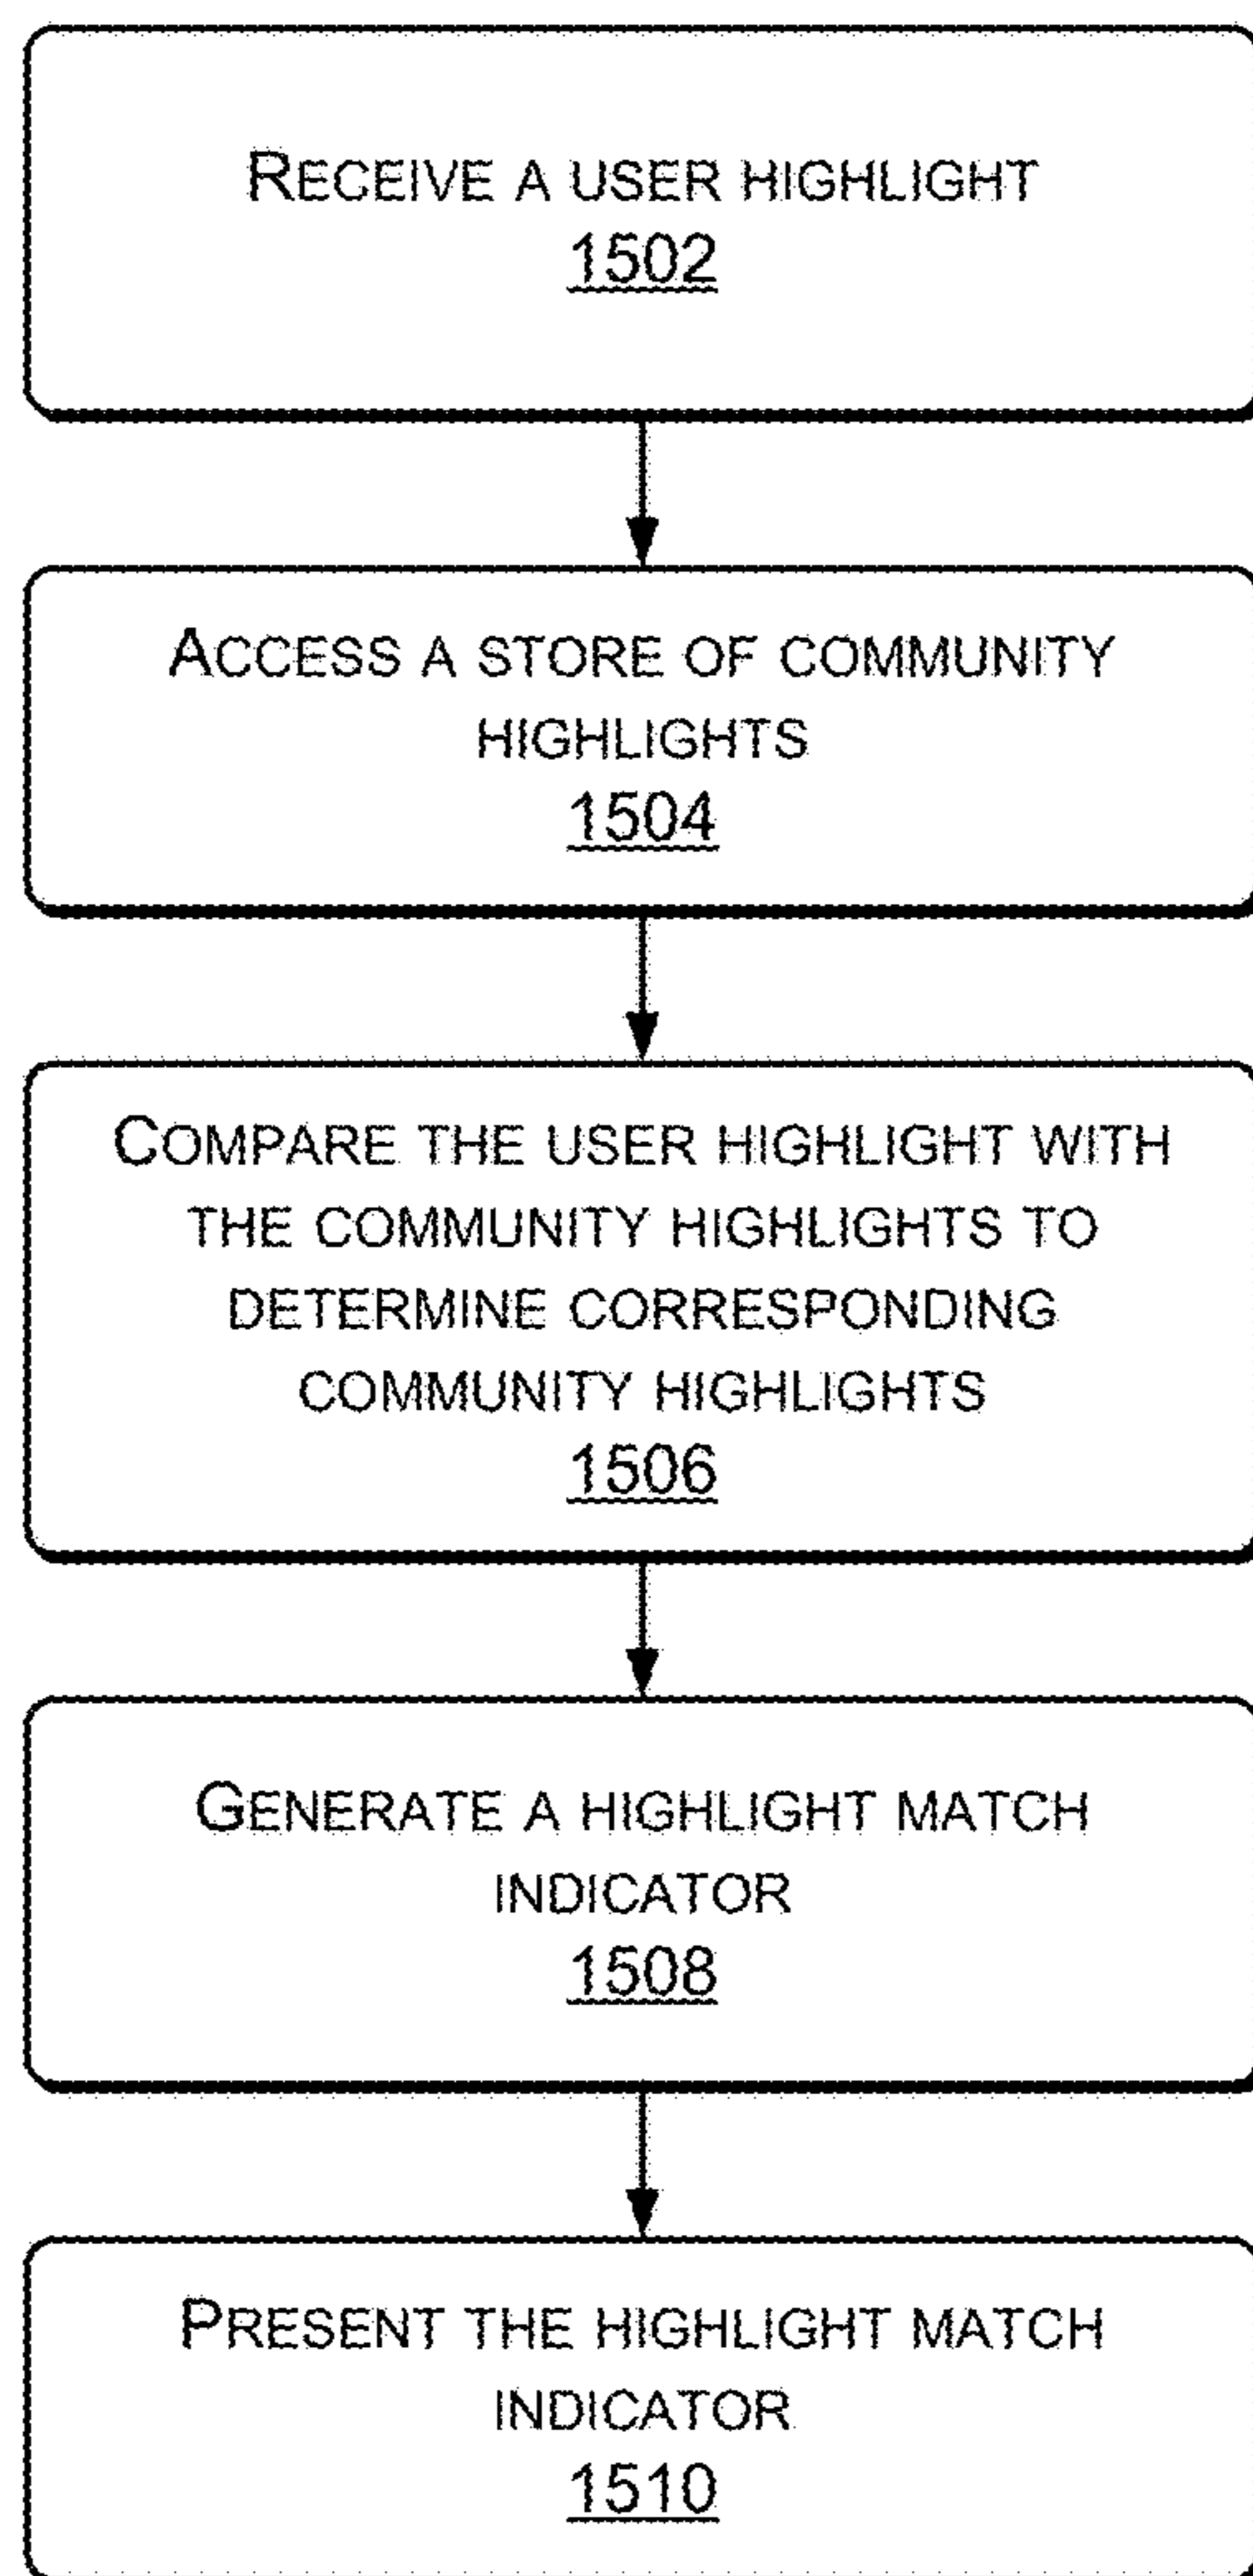 RECEIVE A USER HIGHLIGHT
1502
ACCESS A STORE OF COMMUNITY
HIGHLIGHTS
1504
COMPARE THE USER HIGHLIGHT WITH
THE COMMUNITY HIGHLIGHTS TO
DETERMINE CORRESPONDING
COMMUNITY HIGHLIGHTS
1506
GENERATE A HIGHLIGHT MATCH
INDICATOR
1508
PRESENT THE HIGHLIGHT MATCH
INDICATOR
1510